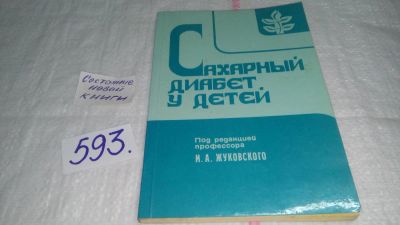 Состояние
новой
книги
593.
Сахарный
диабет
у детей
Под редакцией
профессора
М. А. ЖУКОВСКОГО